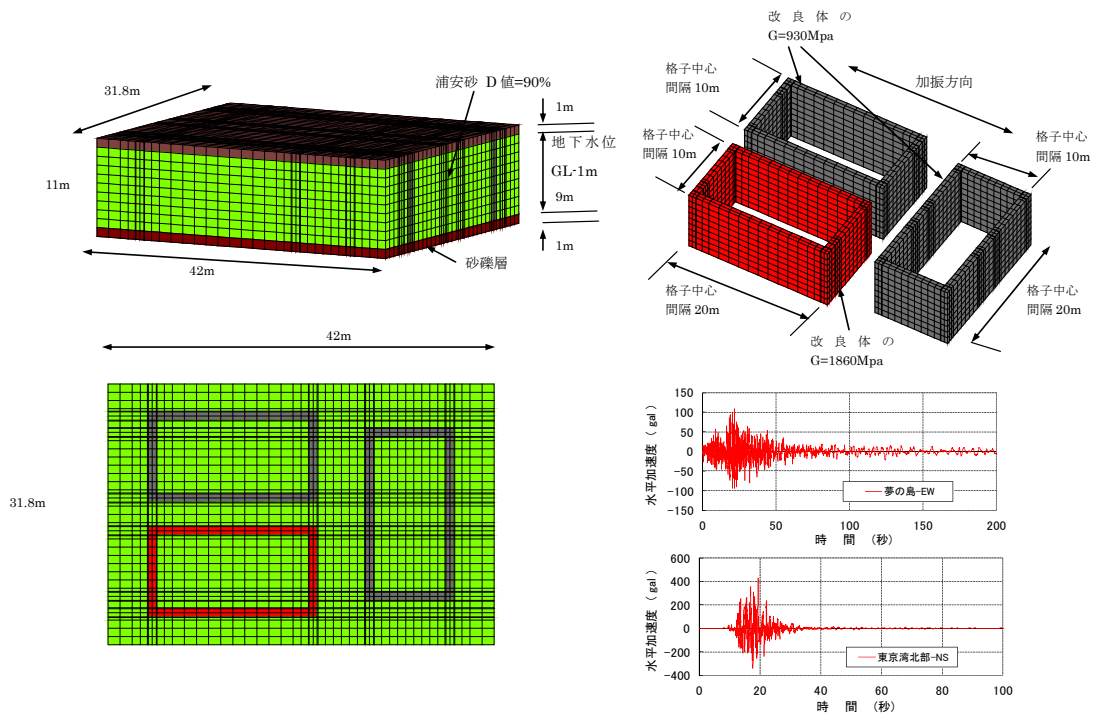 31.8m
浦安砂 D 値=90%
1m
地下水位
GL-1m
9m
1m
11m
42m
砂礫層
改良体の
G=930Mpa
格子中心
間隔 10m
加振方向
格子中心
間隔 10m
格子中心
間隔 10m
格子中心
間隔 20m
格子中心
間隔 20m
改良体の
G=1860Mpa
42m
31.8m
水平加速度 ( gal )
150
100
50
0
-50
-100
-150
夢の島-EW
0 50 100 150 200
時 間 (秒)
水平加速度 ( gal )
600
400
200
0
-200
-400
東京湾北部-NS
0 20 40 60 80 100
時 間 (秒)